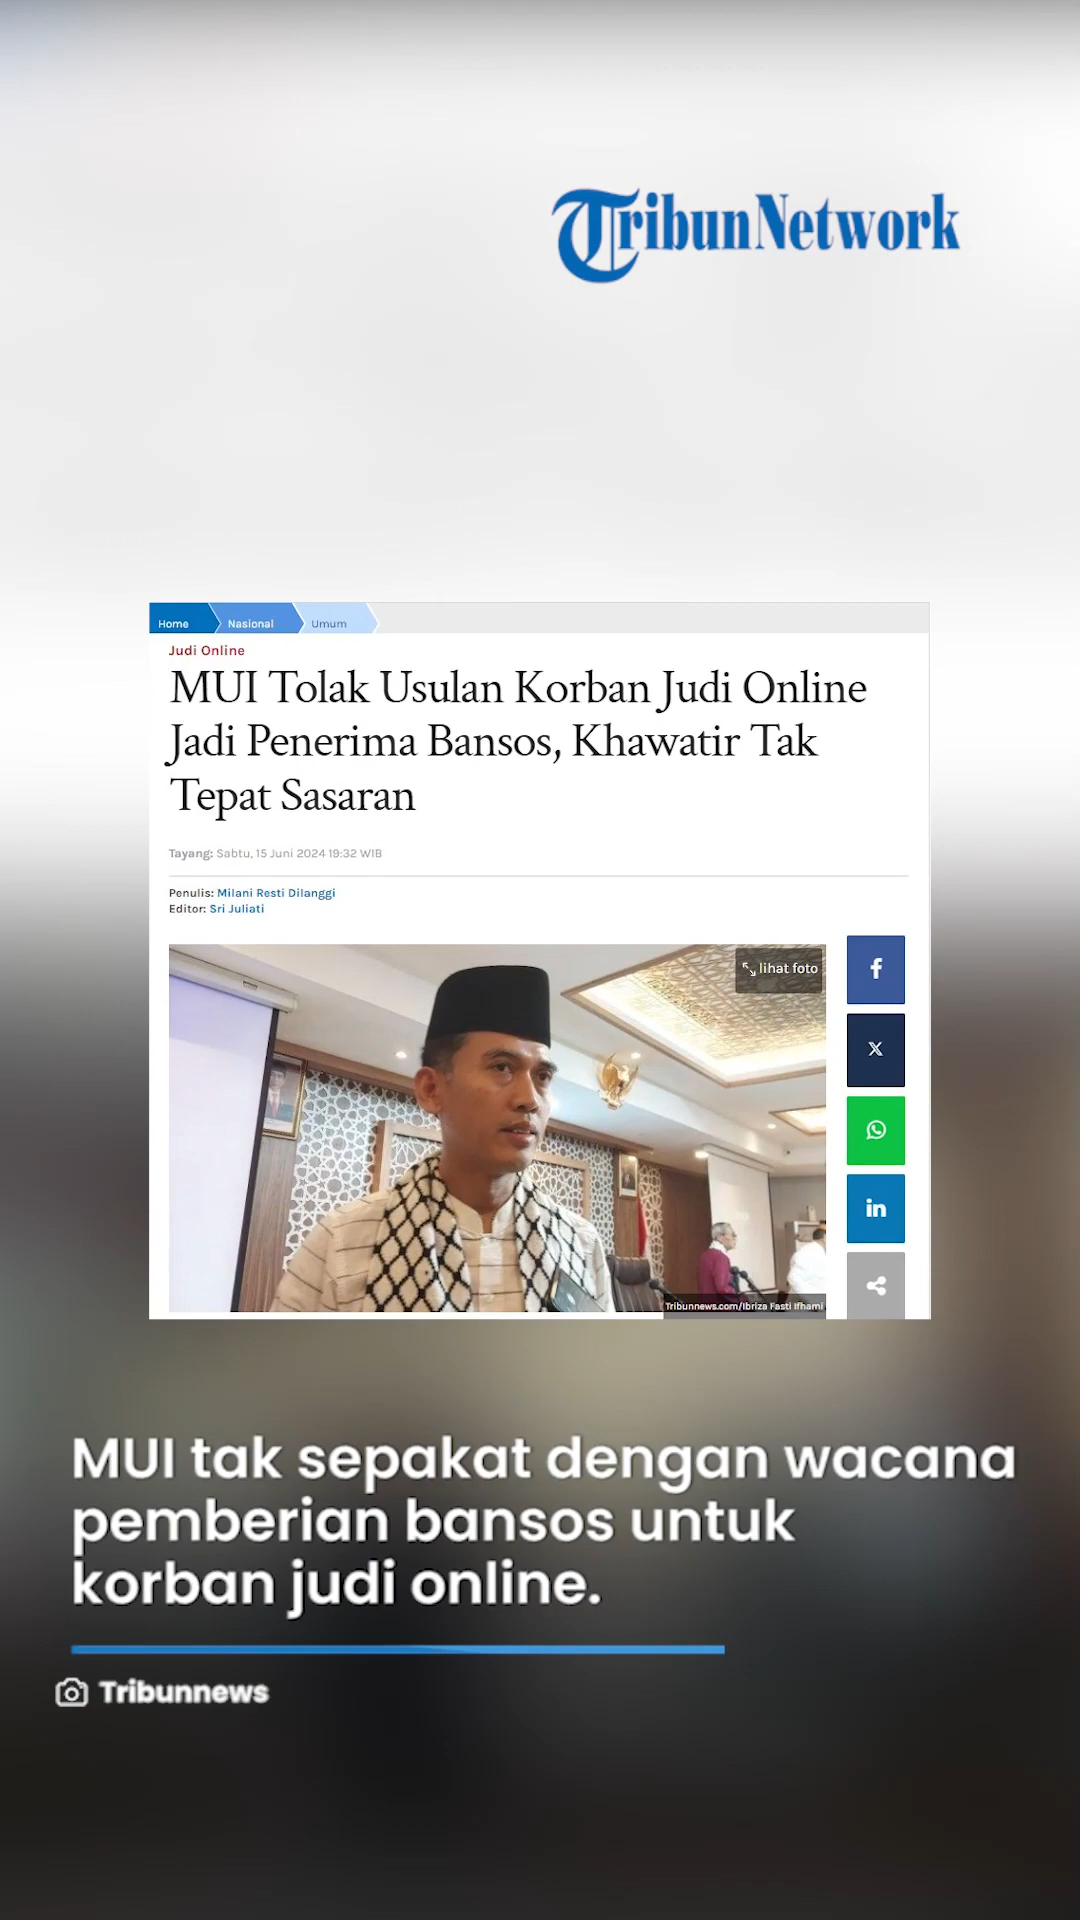 TribunNetwork
Home Nasional Umum
Judi Online
MUI Tolak Usulan Korban Judi Online
Jadi Penerima Bansos, Khawatir Tak
Tepat Sasaran
Tayang: Sabtu, 15 Juni 2024 19:32 WIB
Penulis: Milani Resti Dilanggi
Editor: Sri Juliati
lihat foto
Tribunnews.com/Ibriza Fasti Ifhami
MUI tak sepakat dengan wacana
pemberian bansos untuk
korban judi online.
Tribunnews